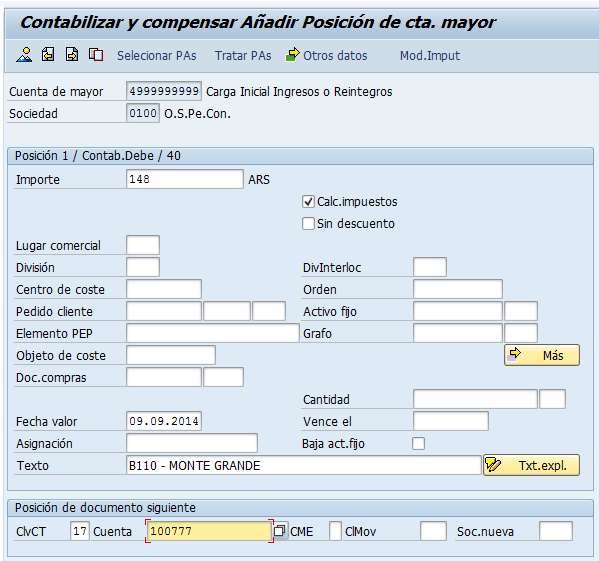 Contabilizar y compensar Añadir Posición de cta. mayor
Selecionar PAs Tratar PAs Otros datos Mod.Imput
Cuenta de mayor 4999999999 Carga Inicial Ingresos o Reintegros
Sociedad 0100 O.S.Pe.Con.
Posición 1 / Contab.Debe / 40
Importe 148 ARS
Calc.impuestos
Sin descuento
Lugar comercial
División DivInterloc
Centro de coste Orden
Pedido cliente Activo fijo
Elemento PEP Grafo
Objeto de coste Más
Doc.compras
Cantidad
Fecha valor 09.09.2014 Vence el
Asignación Baja act.fijo
Texto B110 - MONTE GRANDE Txt.expl.
Posición de documento siguiente
ClvCT 17 Cuenta 100777 CME ClMov Soc.nueva